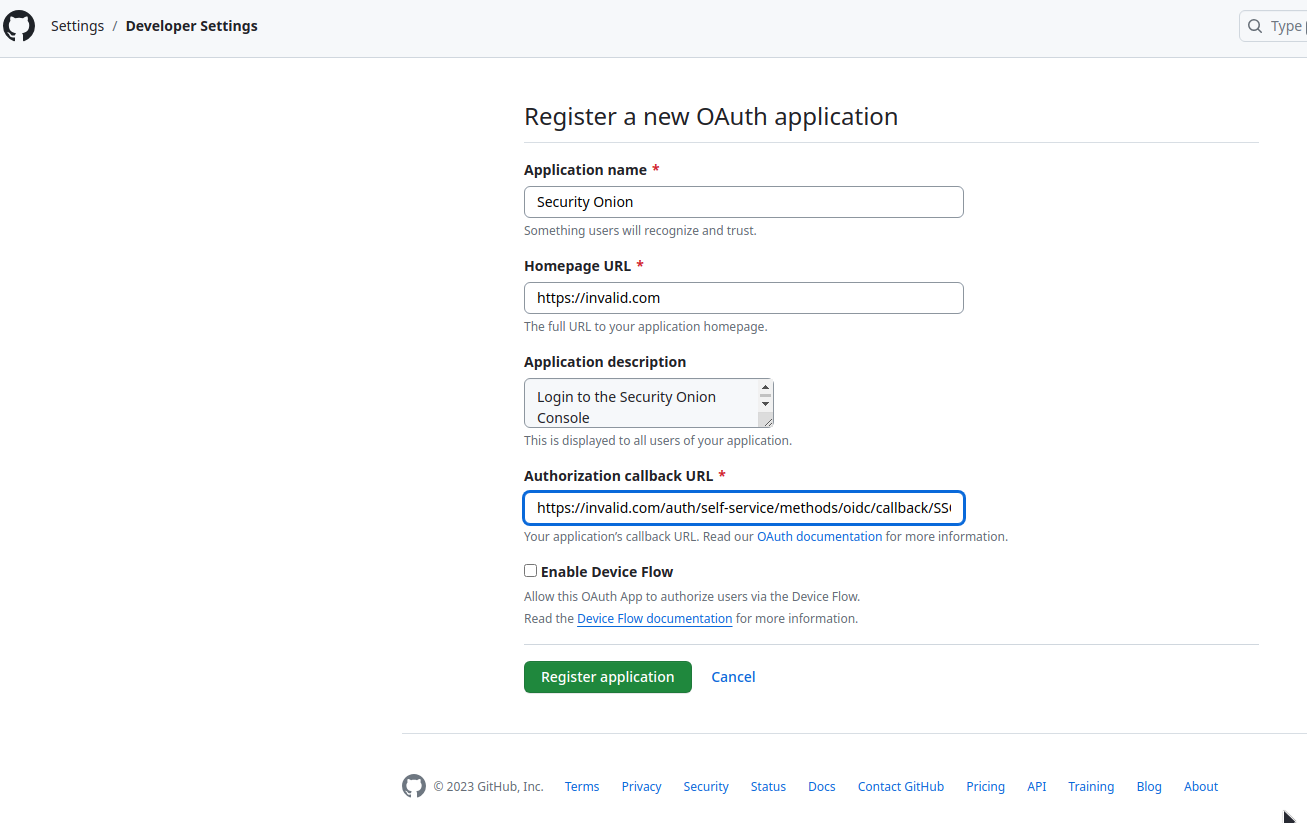 Settings / Developer Settings
Type
Register a new OAuth application
Application name *
Security Onion
Something users will recognize and trust.
Homepage URL *
https://invalid.com
The full URL to your application homepage.
Application description
Login to the Security Onion
Console
This is displayed to all users of your application.
Authorization callback URL *
https://invalid.com/auth/self-service/methods/oidc/callback/SS
Your application’s callback URL. Read our OAuth documentation for more information.
Enable Device Flow
Allow this OAuth App to authorize users via the Device Flow.
Read the Device Flow documentation for more information.
Register application Cancel
© 2023 GitHub, Inc. Terms Privacy Security Status Docs Contact GitHub Pricing API Training Blog About